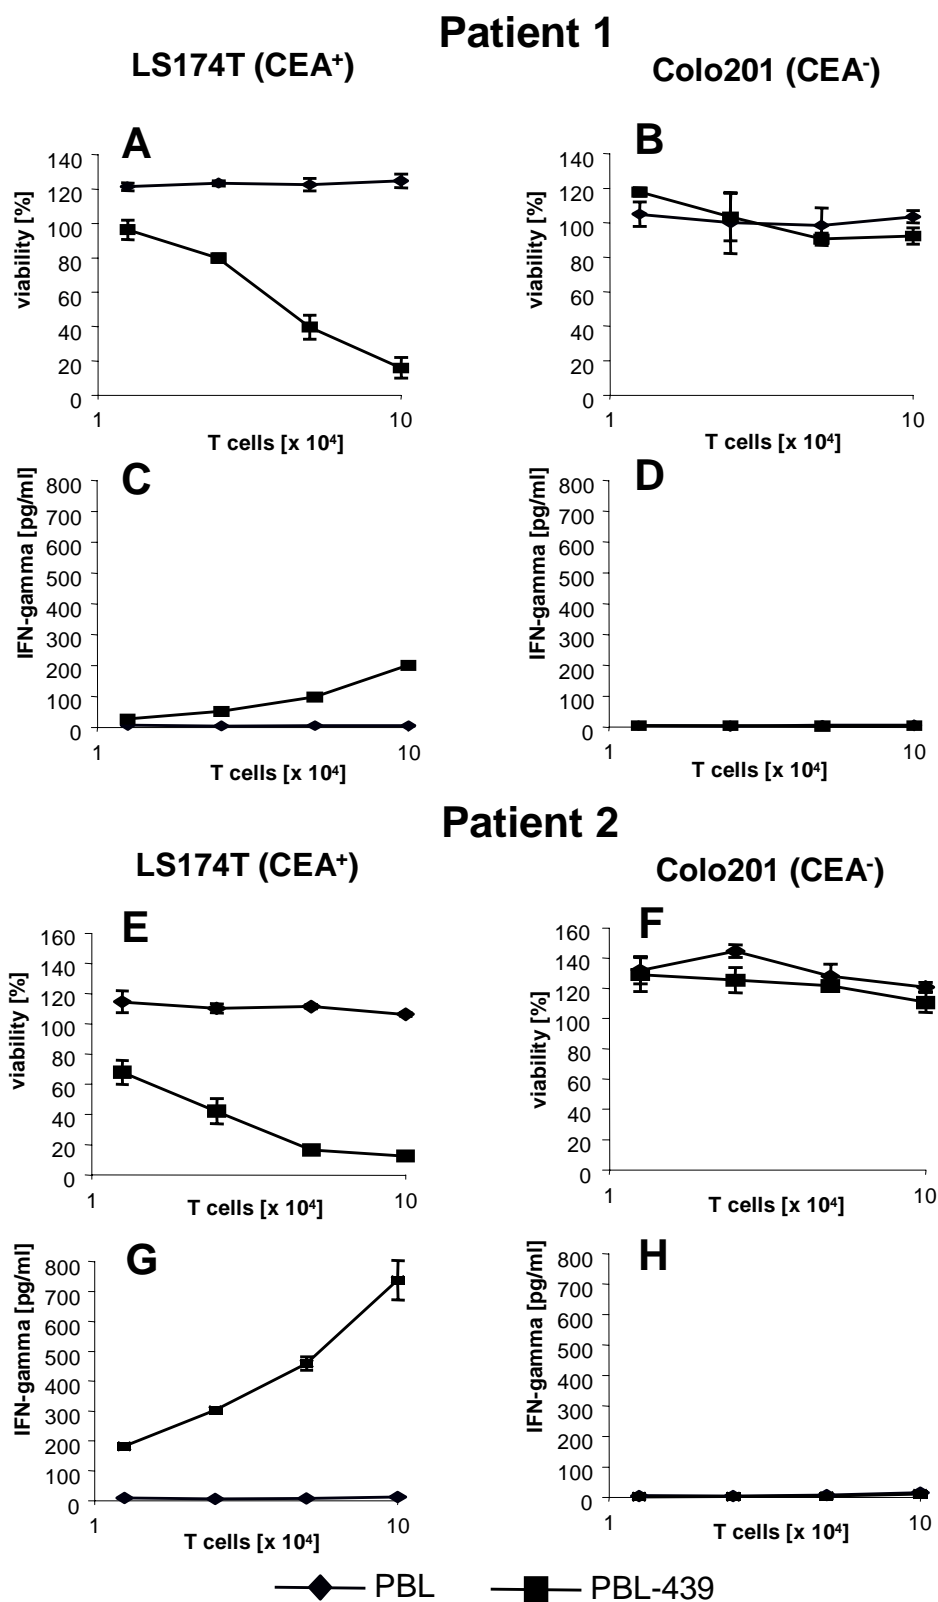 Patient 1
LS174T (CEA⁺)
Colo201 (CEA⁻)
A
viability [%]
140
120
100
80
60
40
20
0
1
10
T cells [x 10⁴]
B
viability [%]
140
120
100
80
60
40
20
0
1
10
T cells [x 10⁴]
C
IFN-gamma [pg/ml]
800
700
600
500
400
300
200
100
0
1
10
T cells [x 10⁴]
D
IFN-gamma [pg/ml]
800
700
600
500
400
300
200
100
0
1
10
T cells [x 10⁴]
Patient 2
LS174T (CEA⁺)
Colo201 (CEA⁻)
E
viability [%]
160
140
120
100
80
60
40
20
0
1
10
T cells [x 10⁴]
F
viability [%]
160
140
120
100
80
60
40
20
0
1
10
T cells [x 10⁴]
G
IFN-gamma [pg/ml]
800
700
600
500
400
300
200
100
0
1
10
T cells [x 10⁴]
H
IFN-gamma [pg/ml]
800
700
600
500
400
300
200
100
0
1
10
T cells [x 10⁴]
PBL
PBL-439